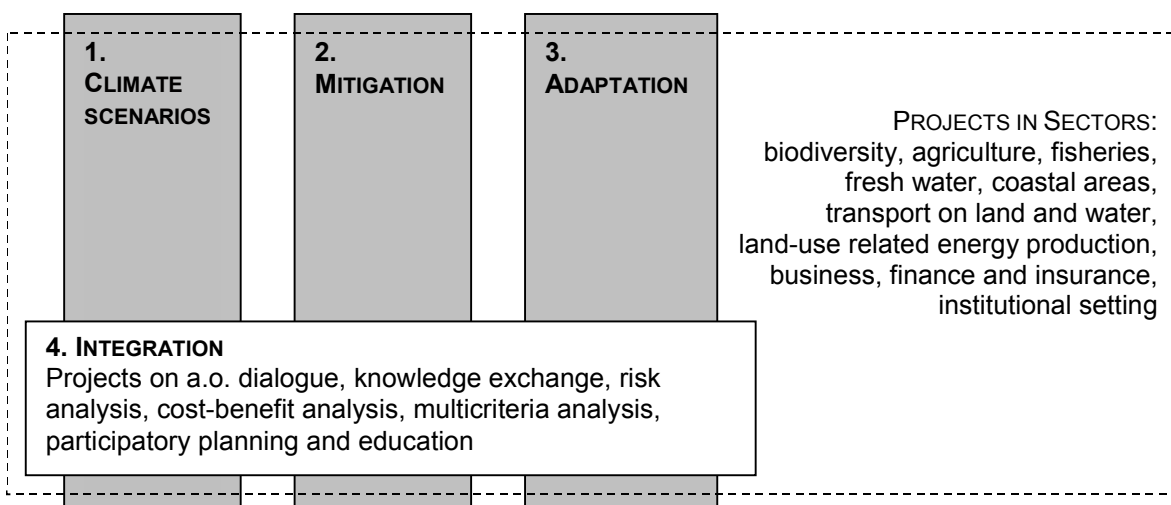 1.
CLIMATE
SCENARIOS
2.
MITIGATION
3.
ADAPTATION
PROJECTS IN SECTORS:
biodiversity, agriculture, fisheries,
fresh water, coastal areas,
transport on land and water,
land-use related energy production,
business, finance and insurance,
institutional setting
4. INTEGRATION
Projects on a.o. dialogue, knowledge exchange, risk
analysis, cost-benefit analysis, multicriteria analysis,
participatory planning and education